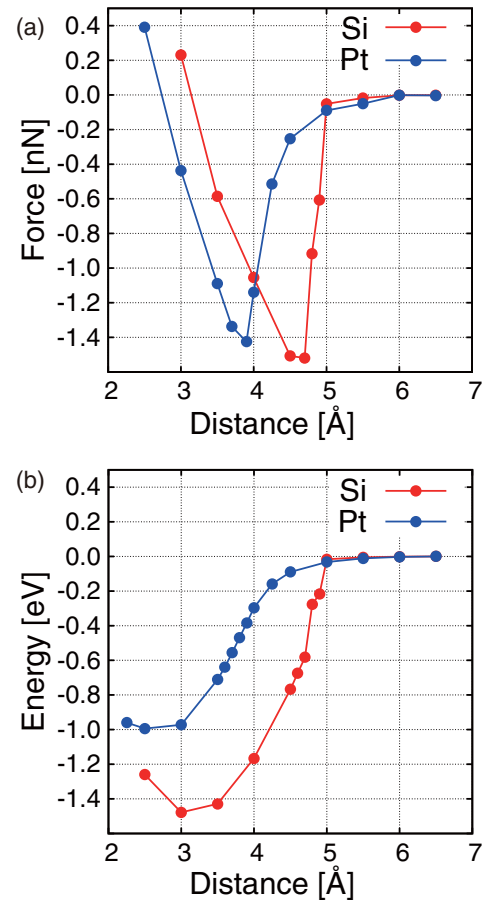 (a)
Si
Pt
0.4
0.2
0.0
-0.2
-0.4
-0.6
-0.8
-1.0
-1.2
-1.4
Force [nN]
2 3 4 5 6 7
Distance [Å]
(b)
Si
Pt
0.4
0.2
0.0
-0.2
-0.4
-0.6
-0.8
-1.0
-1.2
-1.4
Energy [eV]
2 3 4 5 6 7
Distance [Å]